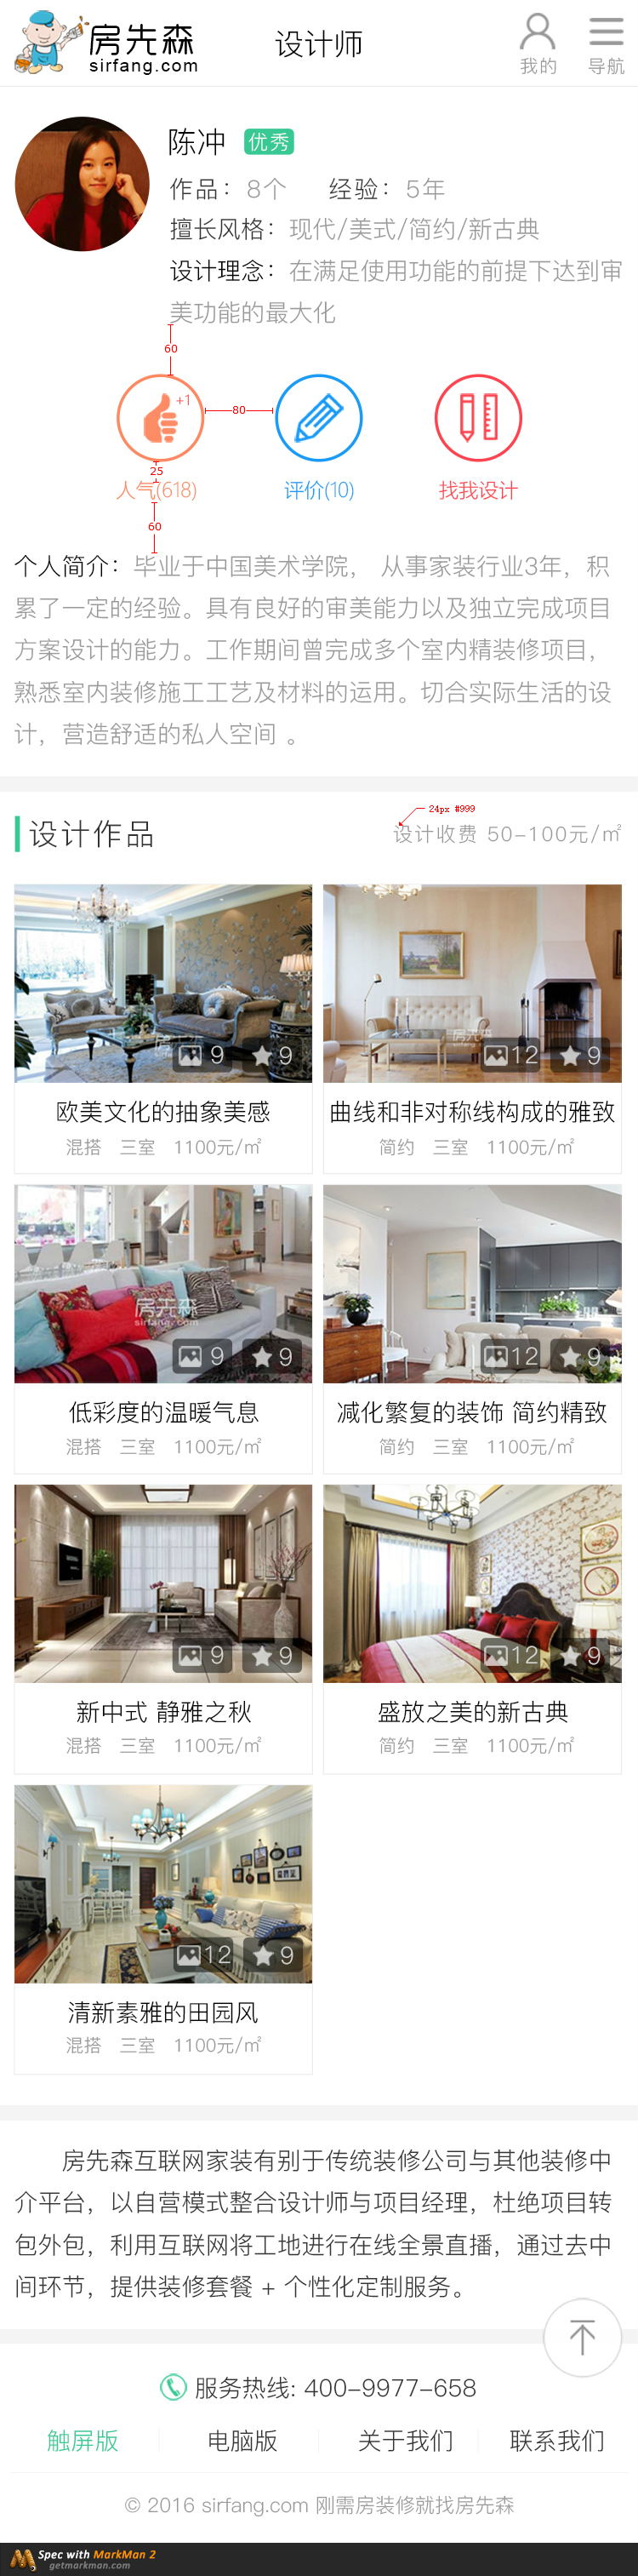 房先森
sirfang.com
设计师
我的
导航
陈冲 优秀
作品：8个 经验：5年
擅长风格：现代/美式/简约/新古典
设计理念：在满足使用功能的前提下达到审
美功能的最大化
60
+1
80
25
人气(618)
评价(10)
找我设计
60
个人简介：毕业于中国美术学院， 从事家装行业3年，积
累了一定的经验。具有良好的审美能力以及独立完成项目
方案设计的能力。工作期间曾完成多个室内精装修项目，
熟悉室内装修施工工艺及材料的运用。切合实际生活的设
计，营造舒适的私人空间 。
24px #999
设计作品
设计收费 50-100元/㎡
9 9
房先森
12 9
欧美文化的抽象美感
混搭 三室 1100元/㎡
曲线和非对称线构成的雅致
简约 三室 1100元/㎡
房先森
sirfang.com
9 9
12 9
低彩度的温暖气息
混搭 三室 1100元/㎡
减化繁复的装饰 简约精致
简约 三室 1100元/㎡
9 9
12 9
新中式 静雅之秋
混搭 三室 1100元/㎡
盛放之美的新古典
简约 三室 1100元/㎡
12 9
清新素雅的田园风
混搭 三室 1100元/㎡
房先森互联网家装有别于传统装修公司与其他装修中
介平台，以自营模式整合设计师与项目经理，杜绝项目转
包外包，利用互联网将工地进行在线全景直播，通过去中
间环节，提供装修套餐 + 个性化定制服务。
服务热线: 400-9977-658
触屏版
电脑版
关于我们
联系我们
© 2016 sirfang.com 刚需房装修就找房先森
Spec with MarkMan 2
getmarkman.com